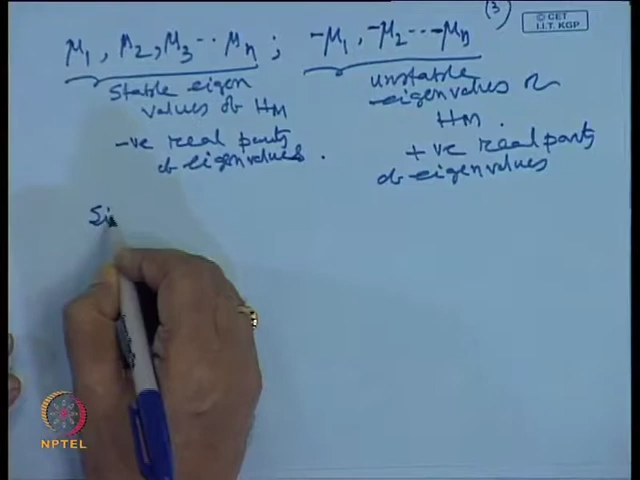 (3)
© CET
I.I.T. KGP
μ1, μ2, μ3 ·· μn ; -μ1, -μ2 ··· -μn
stable eigen
values of HM
-ve real parts
of eigenvalues.
unstable
eigenvalues of
HM.
+ve real parts
of eigenvalues
Si
NPTEL